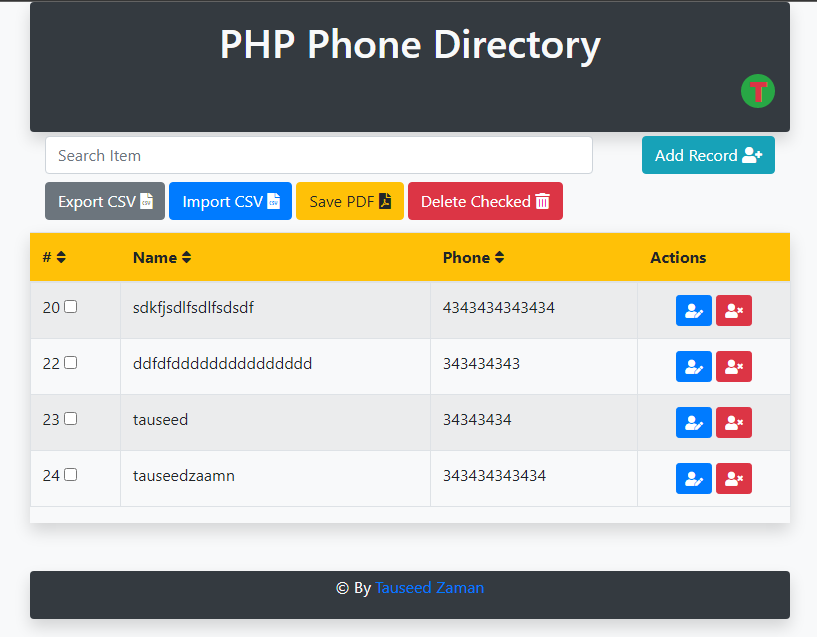 PHP Phone Directory
T
Search Item
Add Record
Export CSV Import CSV Save PDF Delete Checked
# Name Phone Actions
20 sdkfjsdlfsdlfsdsdf 4343434343434
22 ddfdfddddddddddddddd 343434343
23 tauseed 34343434
24 tauseedzaamn 343434343434
© By Tauseed Zaman